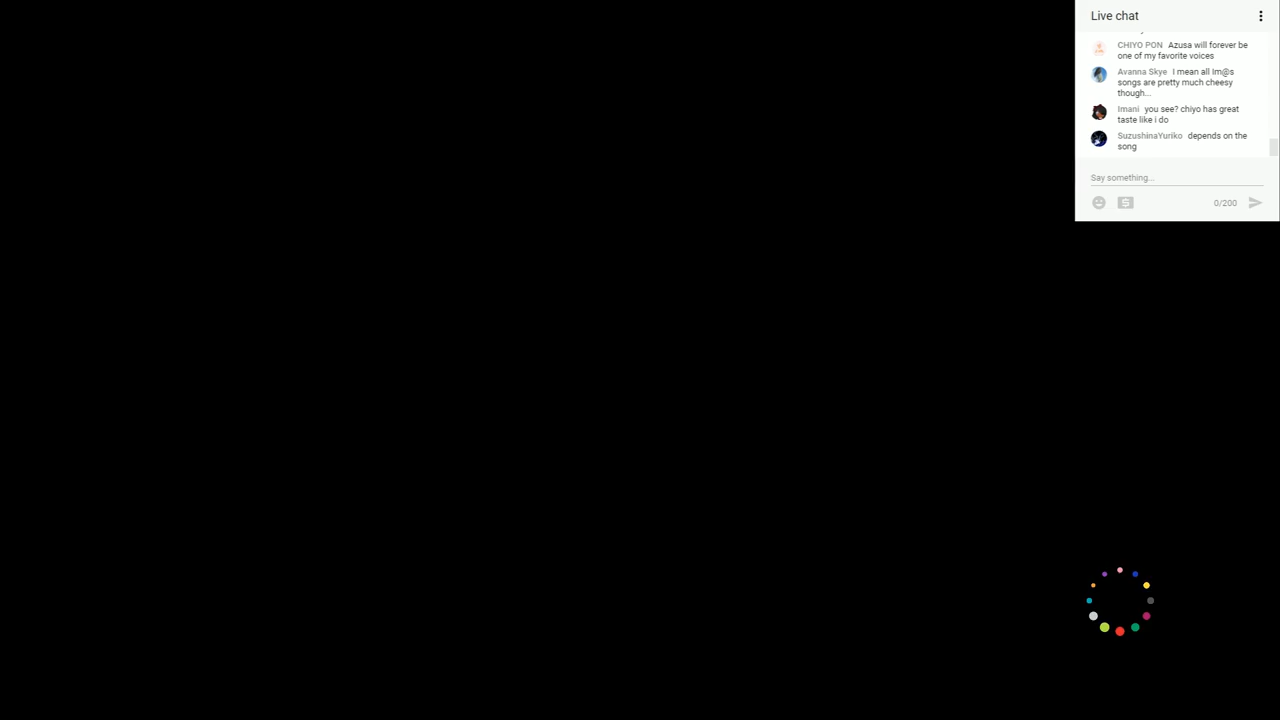 Live chat
CHIYO PON Azusa will forever be
one of my favorite voices
Avanna Skye I mean all Im@s
songs are pretty much cheesy
though...
Imani you see? chiyo has great
taste like i do
SuzushinaYuriko depends on the
song
Say something...
0/200